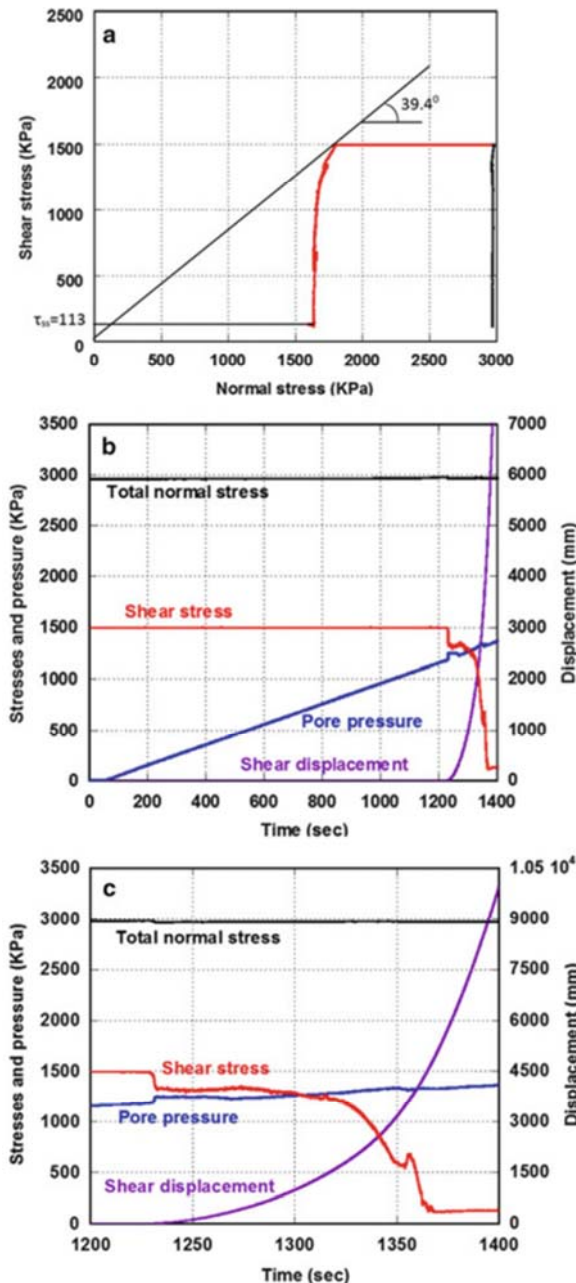 a
2500
2000
1500
1000
500
0
Shear stress (KPa)
39.4°
τss=113
0 500 1000 1500 2000 2500 3000
Normal stress (KPa)
b
3500
3000
2500
2000
1500
1000
500
0
Stresses and pressure (KPa)
Total normal stress
Shear stress
Pore pressure
Shear displacement
7000
6000
5000
4000
3000
2000
1000
0
Displacement (mm)
0 200 400 600 800 1000 1200 1400
Time (sec)
c
3500
3000
2500
2000
1500
1000
500
0
Stresses and pressure (KPa)
Total normal stress
Shear stress
Pore pressure
Shear displacement
1.05 10⁴
9000
7500
6000
4500
3000
1500
0
Displacement (mm)
1200 1250 1300 1350 1400
Time (sec)